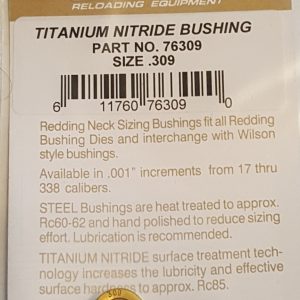 RELOADING EQUIPMENT
TITANIUM NITRIDE BUSHING
PART NO. 76309
SIZE .309
6 11760 76309 0
Redding Neck Sizing Bushings fit all Redding
Bushing Dies and interchange with Wilson
style bushings.
Available in .001" increments from 17 thru
338 calibers.
STEEL Bushings are heat treated to approx.
Rc60-62 and hand polished to reduce sizing
effort. Lubrication is recommended.
TITANIUM NITRIDE surface treatment tech-
nology increases the lubricity and effective
surface hardness to approx. Rc85.